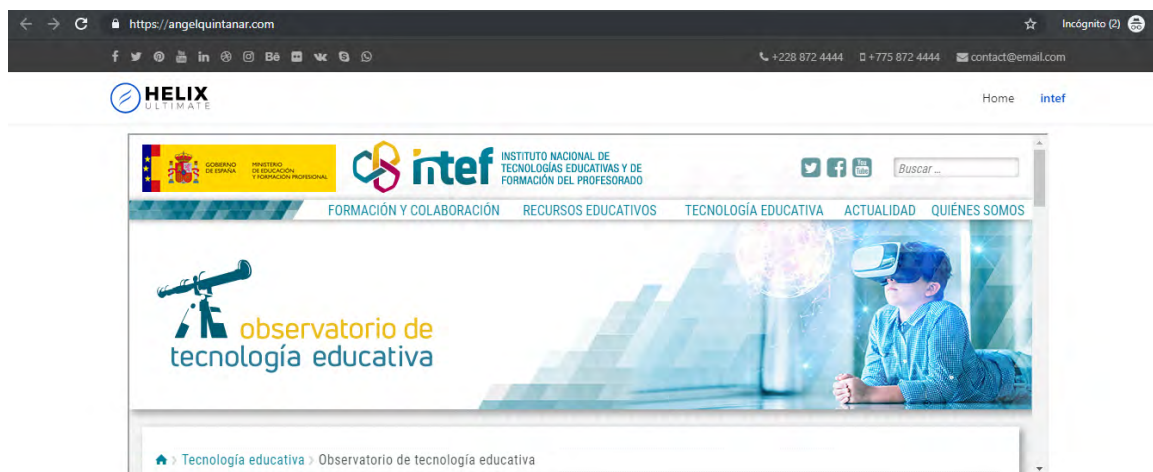 https://angelquintanar.com
Incógnito (2)
+228 872 4444 +775 872 4444 contact@email.com
HELIX
ULTIMATE
Home intef
GOBIERNO
DE ESPAÑA
MINISTERIO
DE EDUCACIÓN
Y FORMACIÓN PROFESIONAL
intef
INSTITUTO NACIONAL DE
TECNOLOGÍAS EDUCATIVAS Y DE
FORMACIÓN DEL PROFESORADO
You
Tube
Buscar ...
FORMACIÓN Y COLABORACIÓN RECURSOS EDUCATIVOS TECNOLOGÍA EDUCATIVA ACTUALIDAD QUIÉNES SOMOS
observatorio de
tecnología educativa
Tecnología educativa > Observatorio de tecnología educativa